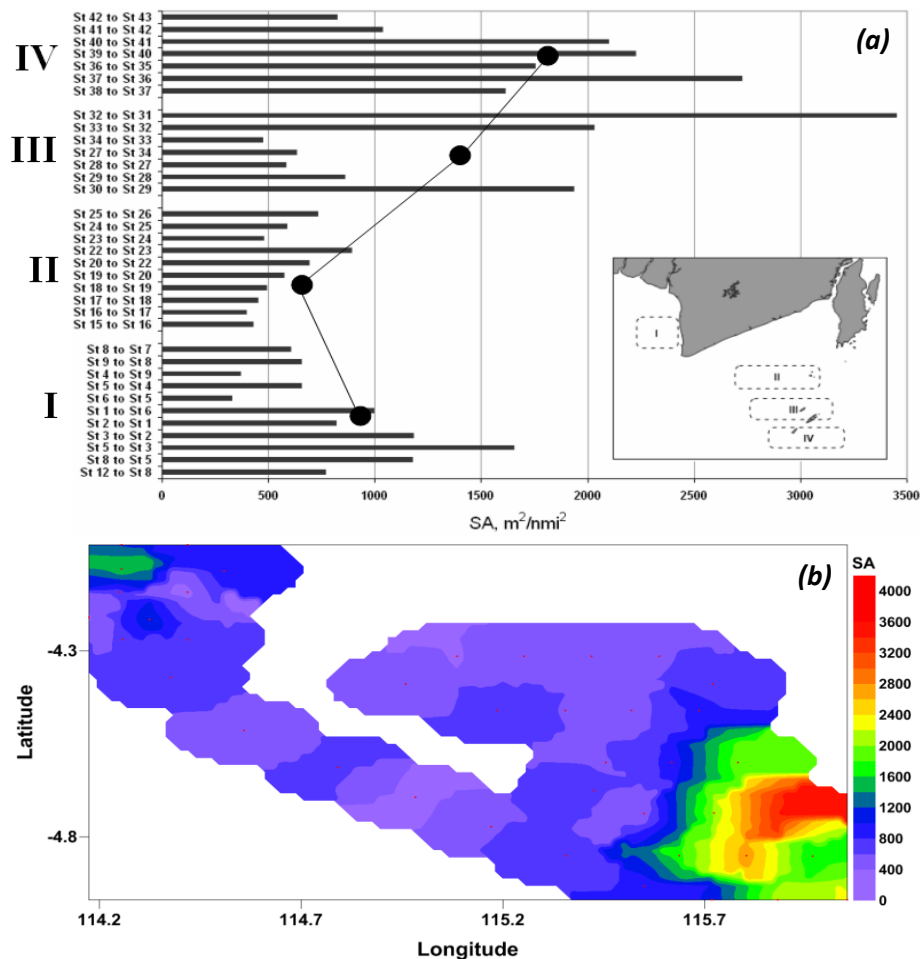 (a)
IV
St 42 to St 43
St 41 to St 42
St 40 to St 41
St 39 to St 40
St 36 to St 35
St 37 to St 36
St 38 to St 37
III
St 32 to St 31
St 33 to St 32
St 34 to St 33
St 27 to St 34
St 28 to St 27
St 29 to St 28
St 30 to St 29
II
St 25 to St 26
St 24 to St 25
St 23 to St 24
St 22 to St 23
St 20 to St 22
St 19 to St 20
St 18 to St 19
St 17 to St 18
St 16 to St 17
St 15 to St 16
I
St 8 to St 7
St 9 to St 8
St 4 to St 9
St 5 to St 4
St 6 to St 5
St 1 to St 6
St 2 to St 1
St 3 to St 2
St 5 to St 3
St 8 to St 5
St 12 to St 8
I
II
III
IV
0 500 1000 1500 2000 2500 3000 3500
SA, m²/nmi²
(b)
SA
4000
3600
3200
2800
2400
2000
1600
1200
800
400
0
Latitude
-4.3
-4.8
114.2 114.7 115.2 115.7
Longitude